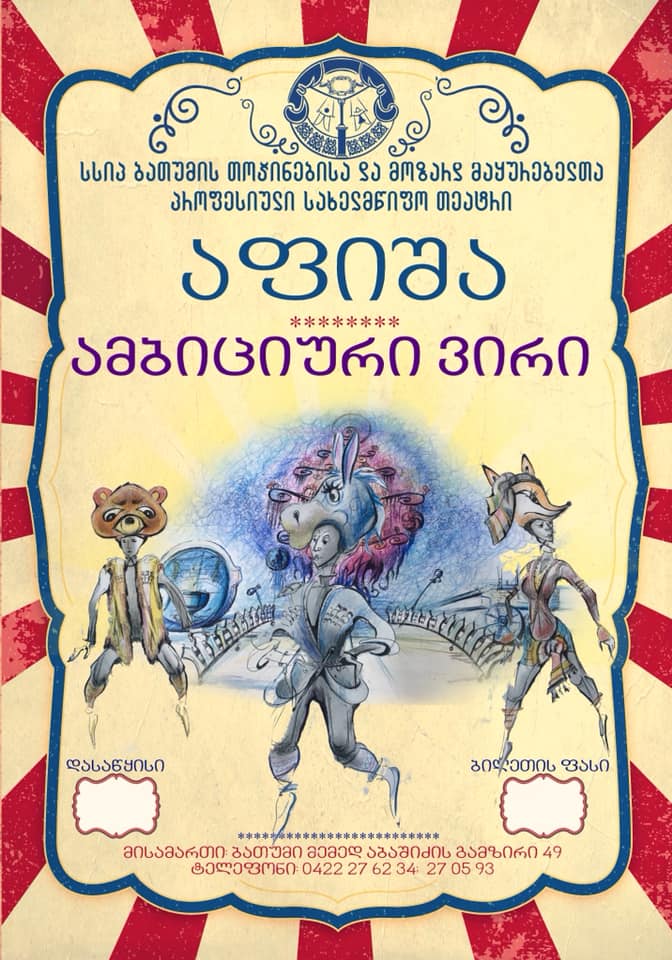 სსიპ ბათუმის თოჯინებისა და მოზარდ მაყურებელთა
პროფესიული სახელმწიფო თეატრი
აფიშა
********
ამბიციური ვირი
დასაწყისი
ბილეთის ფასი
**************************
მისამართი: ბათუმი მემედ აბაშიძის გამზირი 49
ტელეფონი: 0422 27 62 34; 27 05 93